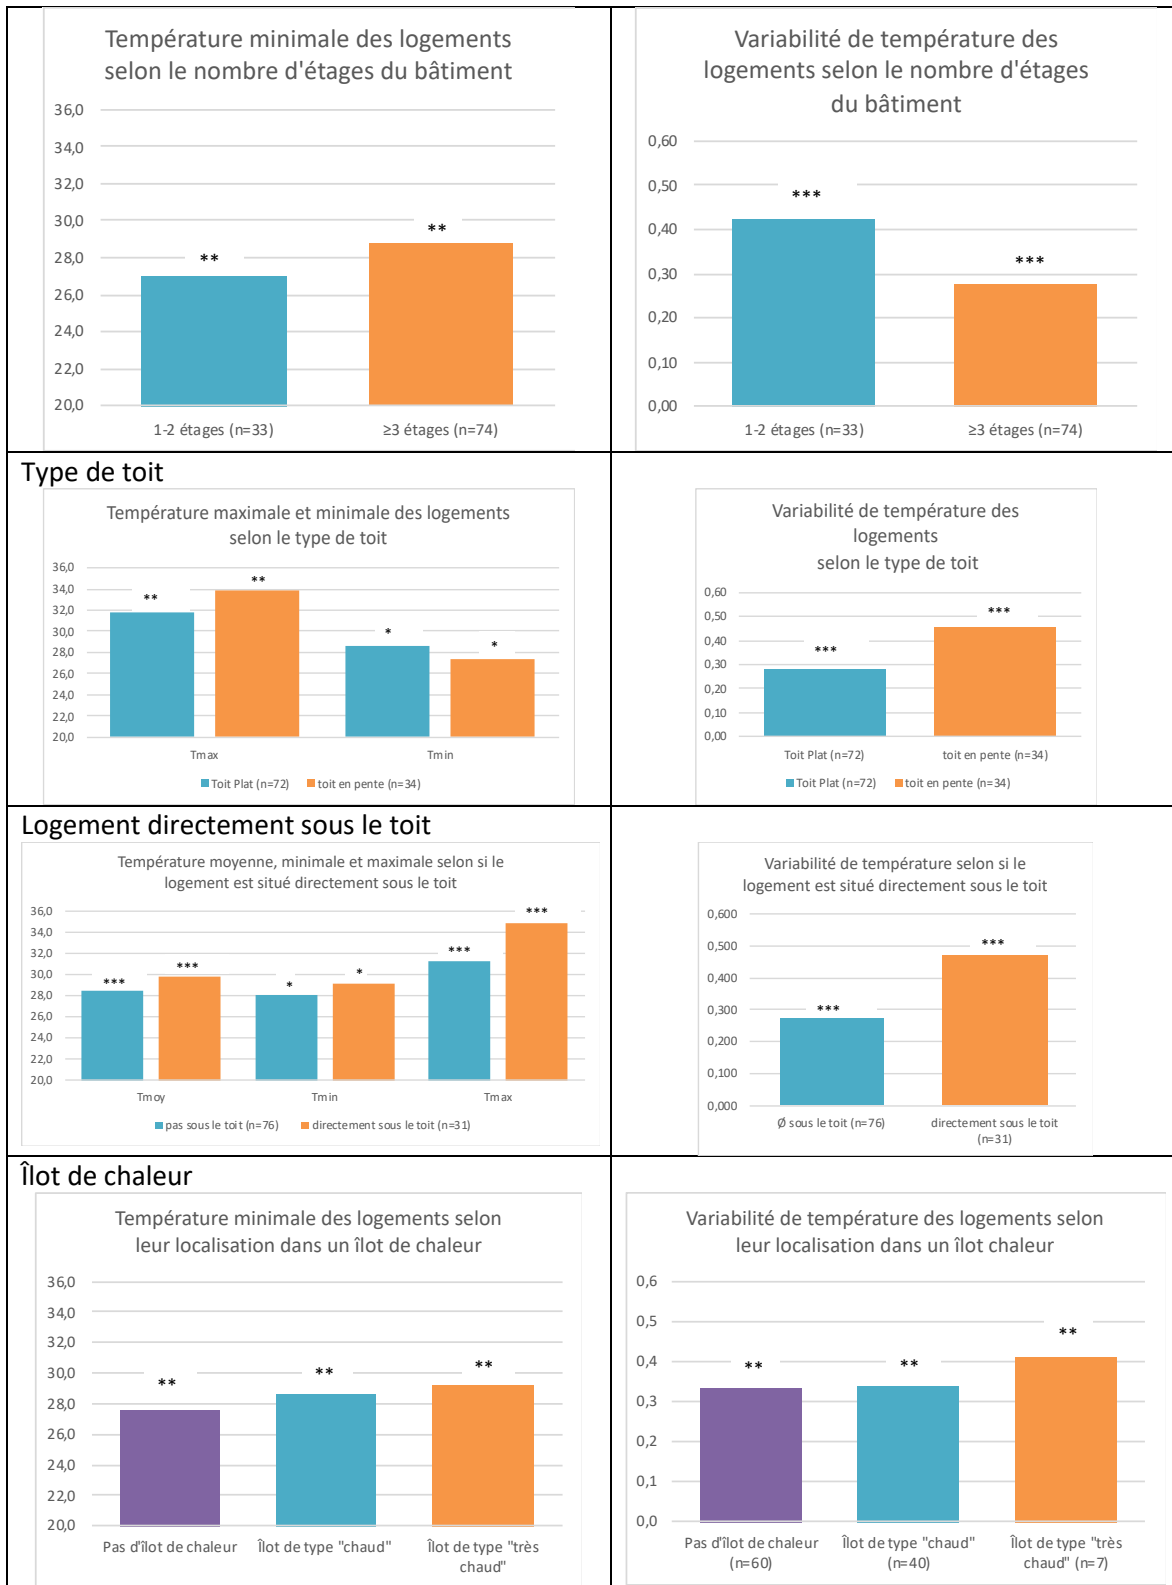 Température minimale des logements
selon le nombre d'étages du bâtiment
36,0
34,0
32,0
30,0
28,0
26,0
24,0
22,0
20,0
**
**
1-2 étages (n=33)
≥3 étages (n=74)
Variabilité de température des
logements selon le nombre d'étages
du bâtiment
0,60
0,50
0,40
0,30
0,20
0,10
0,00
***
***
1-2 étages (n=33)
≥3 étages (n=74)
Type de toit
Température maximale et minimale des logements
selon le type de toit
36,0
34,0
32,0
30,0
28,0
26,0
24,0
22,0
20,0
**
**
*
*
Tmax
Tmin
Toit Plat (n=72)
toit en pente (n=34)
Variabilité de température des
logements
selon le type de toit
0,60
0,50
0,40
0,30
0,20
0,10
0,00
***
***
Toit Plat (n=72)
toit en pente (n=34)
Toit Plat (n=72)
toit en pente (n=34)
Logement directement sous le toit
Température moyenne, minimale et maximale selon si le
logement est situé directement sous le toit
36,0
34,0
32,0
30,0
28,0
26,0
24,0
22,0
20,0
***
***
*
*
***
***
Tmoy
Tmin
Tmax
pas sous le toit (n=76)
directement sous le toit (n=31)
Variabilité de température selon si le
logement est situé directement sous le toit
0,600
0,500
0,400
0,300
0,200
0,100
0,000
***
***
Ø sous le toit (n=76)
directement sous le toit
(n=31)
Îlot de chaleur
Température minimale des logements selon
leur localisation dans un îlot de chaleur
36,0
34,0
32,0
30,0
28,0
26,0
24,0
22,0
20,0
**
**
**
Pas d'îlot de chaleur
Îlot de type "chaud"
Îlot de type "très
chaud"
Variabilité de température des logements selon
leur localisation dans un îlot chaleur
0,6
0,5
0,4
0,3
0,2
0,1
0,0
**
**
**
Pas d'îlot de chaleur
(n=60)
Îlot de type "chaud"
(n=40)
Îlot de type "très
chaud" (n=7)